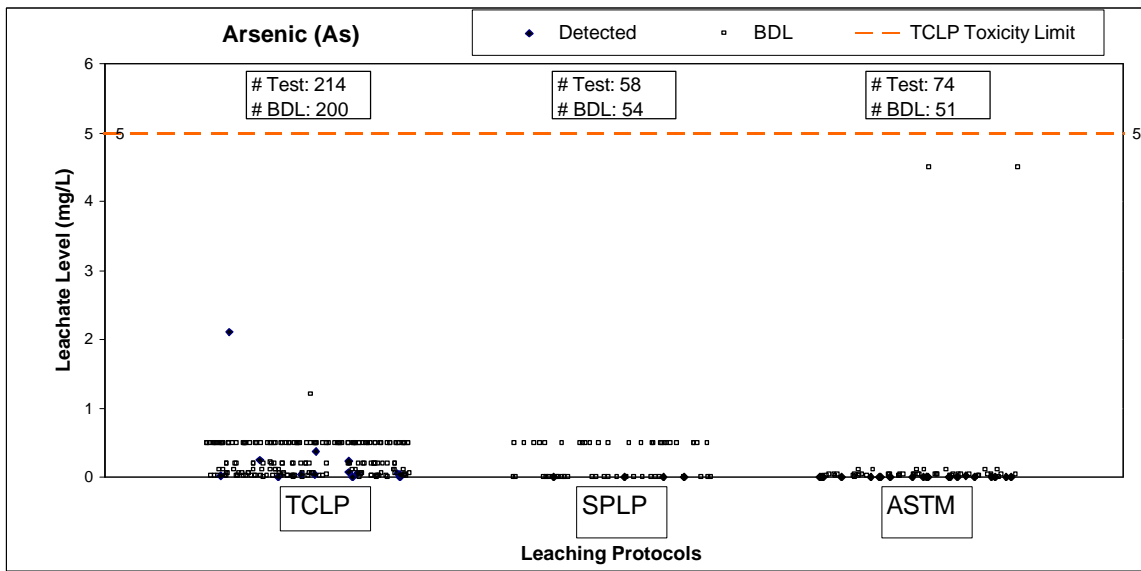 Arsenic (As)
Detected
BDL
TCLP Toxicity Limit
# Test: 214
# BDL: 200
# Test: 58
# BDL: 54
# Test: 74
# BDL: 51
Leachate Level (mg/L)
6
5
4
3
2
1
0
5
5
TCLP
SPLP
ASTM
Leaching Protocols